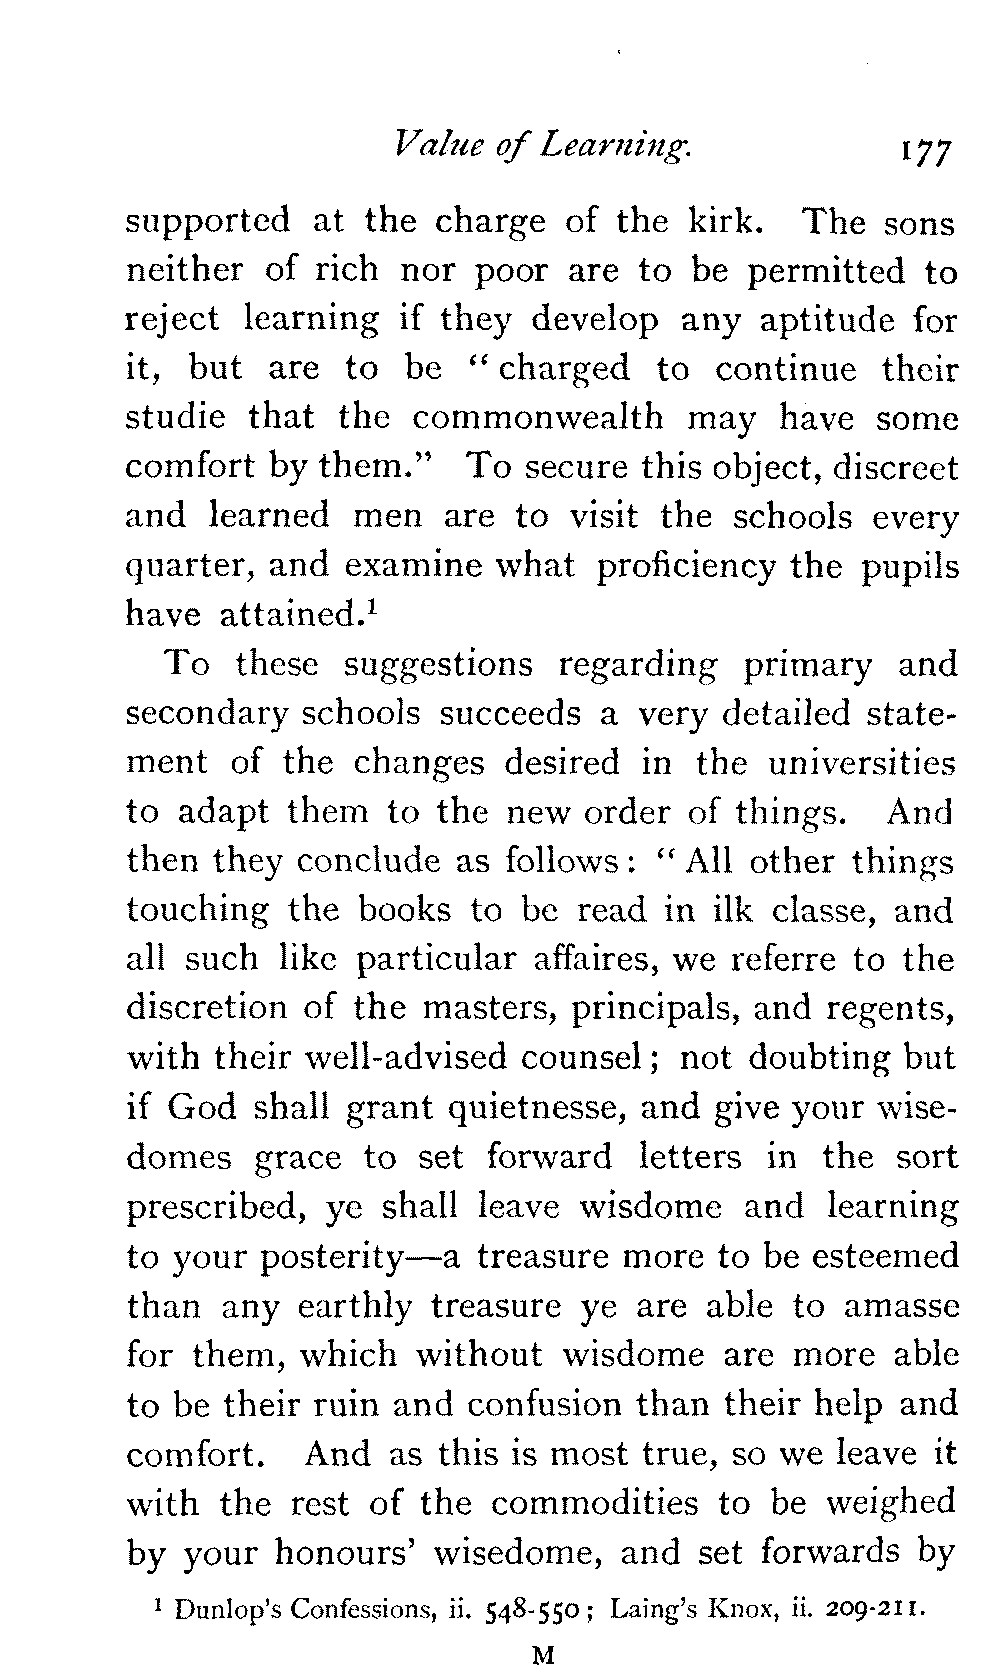 Value of Learning. 177
supported at the charge of the kirk. The sons
neither of rich nor poor are to be permitted to
reject learning if they develop any aptitude for
it, but are to be “ charged to continue their
studie that the commonwealth may have some
comfort by them.” To secure this object, discreet
and learned men are to visit the schools every
quarter, and examine what proficiency the pupils
have attained.¹
To these suggestions regarding primary and
secondary schools succeeds a very detailed state-
ment of the changes desired in the universities
to adapt them to the new order of things. And
then they conclude as follows: “ All other things
touching the books to be read in ilk classe, and
all such like particular affaires, we referre to the
discretion of the masters, principals, and regents,
with their well-advised counsel; not doubting but
if God shall grant quietnesse, and give your wise-
domes grace to set forward letters in the sort
prescribed, ye shall leave wisdome and learning
to your posterity—a treasure more to be esteemed
than any earthly treasure ye are able to amasse
for them, which without wisdome are more able
to be their ruin and confusion than their help and
comfort. And as this is most true, so we leave it
with the rest of the commodities to be weighed
by your honours’ wisedome, and set forwards by
¹ Dunlop's Confessions, ii. 548-550; Laing's Knox, ii. 209-211.
M